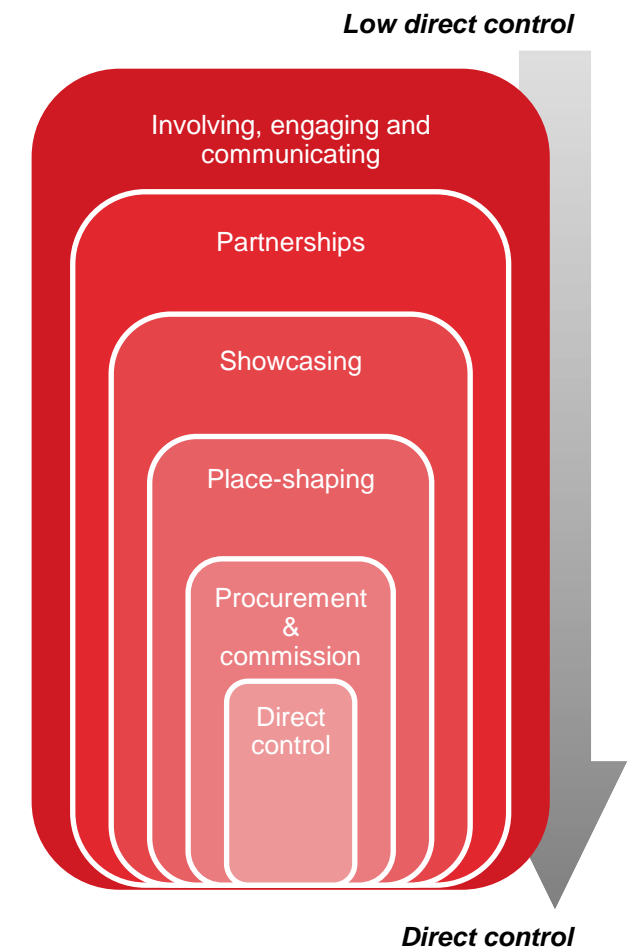 Low direct control
Involving, engaging and
communicating
Partnerships
Showcasing
Place-shaping
Procurement
&
commission
Direct
control
Direct control